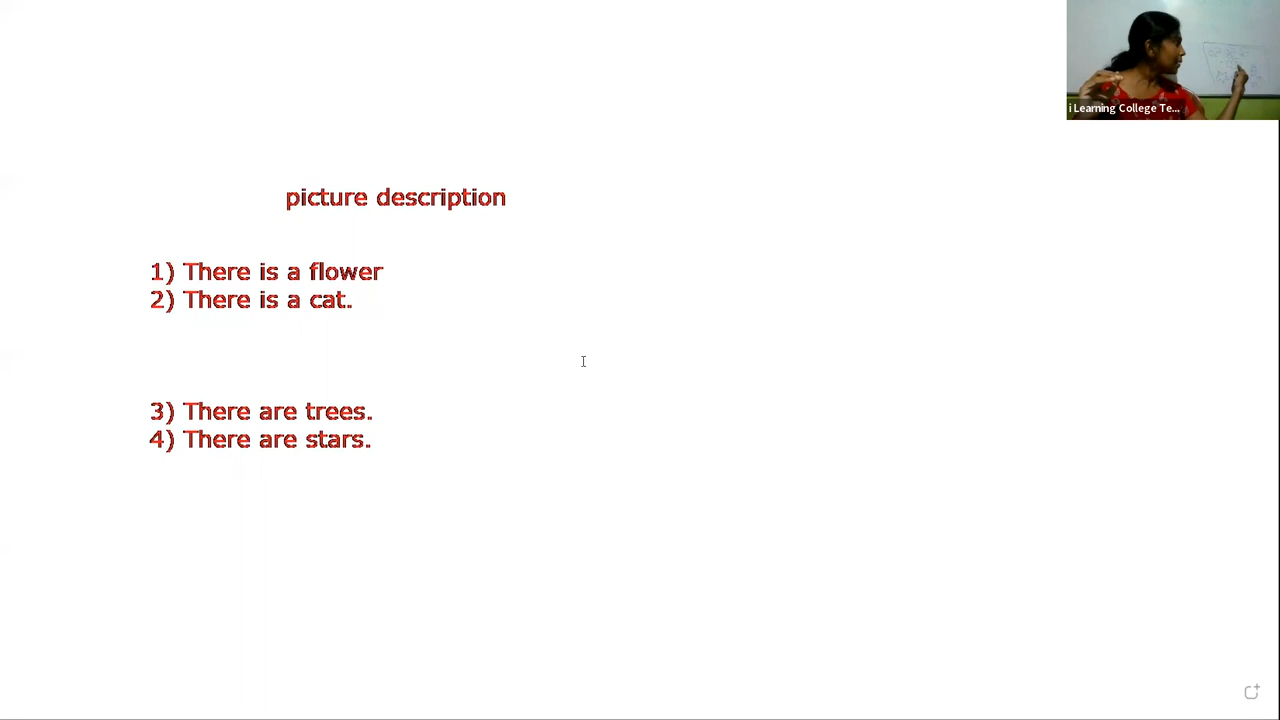 i Learning College Te...
picture description
1) There is a flower
2) There is a cat.
3) There are trees.
4) There are stars.